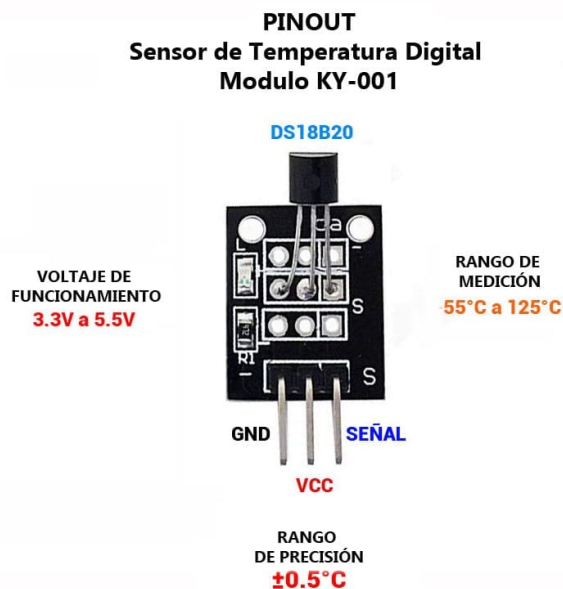 PINOUT
Sensor de Temperatura Digital
Modulo KY-001
DS18B20
L
-
S
R1
-
S
VOLTAJE DE
FUNCIONAMIENTO
3.3V a 5.5V
RANGO DE
MEDICIÓN
-55°C a 125°C
GND
SEÑAL
VCC
RANGO
DE PRECISIÓN
±0.5°C